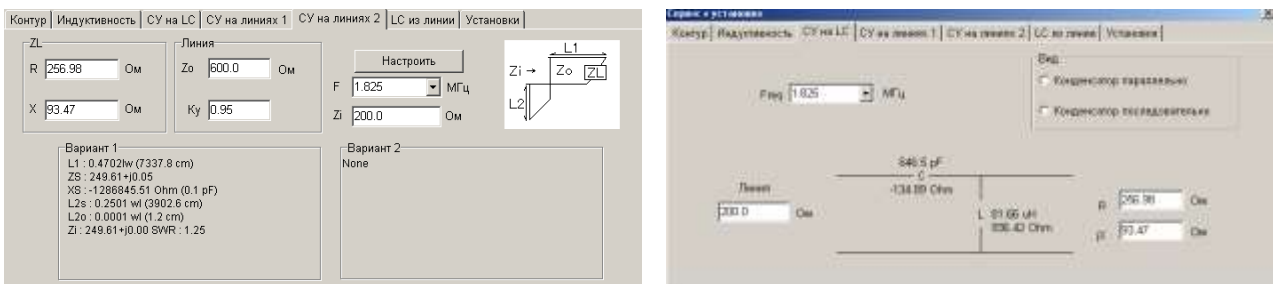 Контур Индуктивность СУ на LC СУ на линиях 1 СУ на линиях 2 LC из линии Установки
ZL
R 256.98 Ом
X 93.47 Ом
Линия
Zo 600.0 Ом
Ку 0.95
Настроить
F 1.825 МГц
Zi 200.0 Ом
L1
Zi → Zo ZL
L2
Вариант 1
L1 : 0.4702lw (7337.8 cm)
ZS : 249.61+j0.05
XS : -1286845.51 Ohm (0.1 pF)
L2s : 0.2501 wl (3902.6 cm)
L2o : 0.0001 wl (1.2 cm)
Zi : 249.61+j0.00 SWR : 1.25
Вариант 2
None
Сервис и установки
Контур Индуктивность СУ на LC СУ на линиях 1 СУ на линиях 2 LC из линии Установки
Freq 1.825 МГц
Вид
Конденсатор параллельно
Конденсатор последовательно
646.5 pF
C
-134.89 Ohm
Линия
200.0 Ом
L 81.66 uH
936.42 Ohm
R 256.98 Ом
jX 93.47 Ом